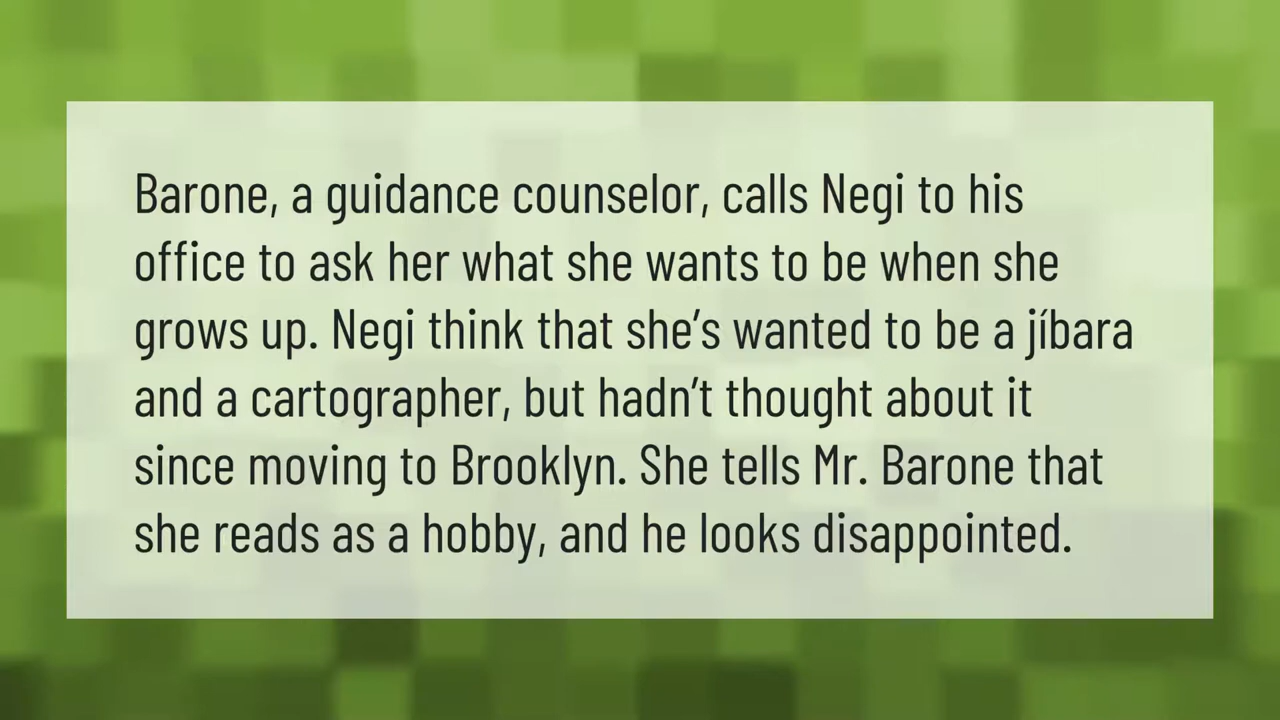 Barone, a guidance counselor, calls Negi to his
office to ask her what she wants to be when she
grows up. Negi think that she’s wanted to be a jíbara
and a cartographer, but hadn’t thought about it
since moving to Brooklyn. She tells Mr. Barone that
she reads as a hobby, and he looks disappointed.